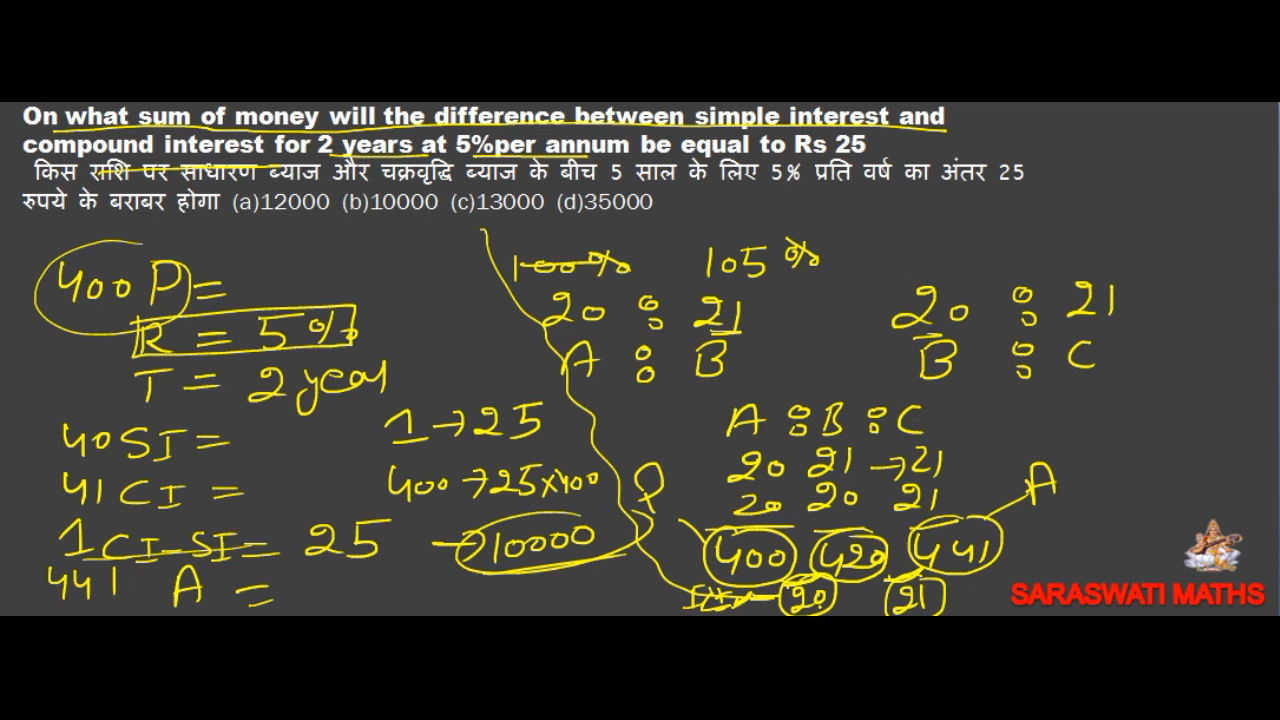 On what sum of money will the difference between simple interest and
compound interest for 2 years at 5%per annum be equal to Rs 25
किस राशि पर साधारण ब्याज और चक्रवृद्धि ब्याज के बीच 5 साल के लिए 5% प्रति वर्ष का अंतर 25
रुपये के बराबर होगा (a)12000 (b)10000 (c)13000 (d)35000
400 P =
R = 5%
T = 2 year
40 SI =
41 CI =
1 CI-SI = 25
441 A =
1 → 25
400 → 25×400
→ 10000
100% 105%
20 : 21
A : B
20 : 21
B : C
A : B : C
20 21 → 21
20 20 21
P 400 420 441 A
20 21
SARASWATI MATHS